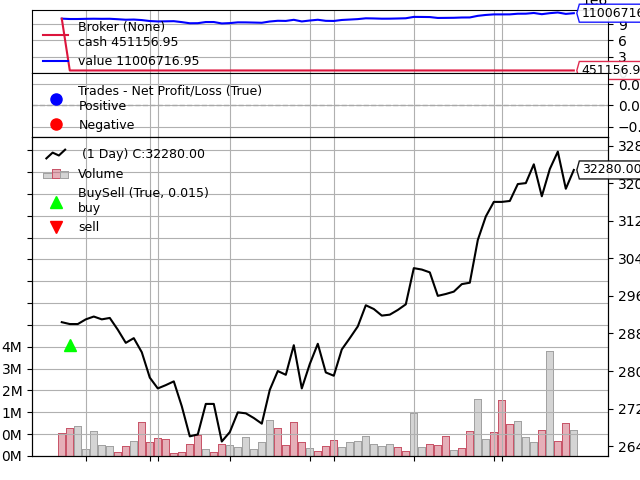 1e6
Broker (None)
cash 451156.95
value 11006716.95
11006716
9
6
3
451156.9
Trades - Net Profit/Loss (True)
Positive
Negative
0.0
0.0
−0.
(1 Day) C:32280.00
Volume
BuySell (True, 0.015)
buy
sell
328
32280.00
320
312
304
296
288
280
272
264
4M
3M
2M
1M
0M
0M